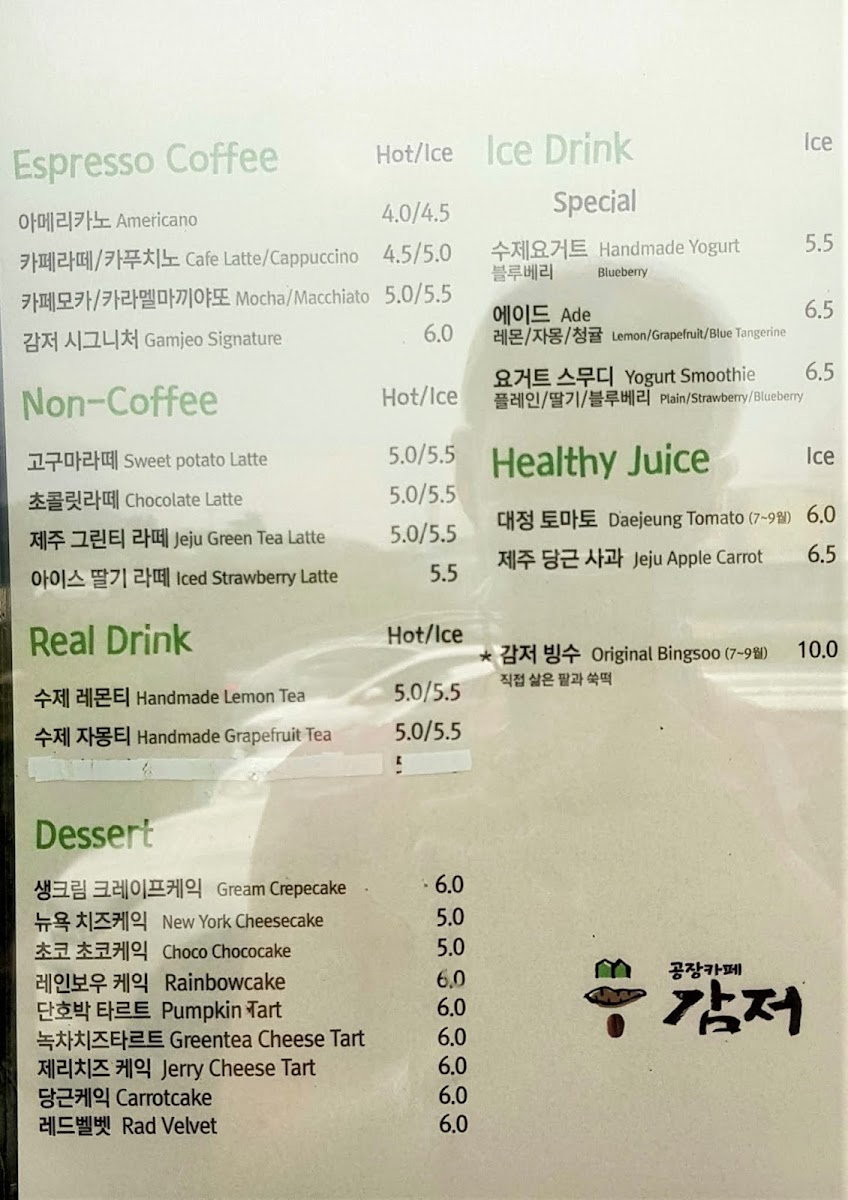 Espresso Coffee Hot/Ice
아메리카노 Americano 4.0/4.5
카페라떼/카푸치노 Cafe Latte/Cappuccino 4.5/5.0
카페모카/카라멜마끼야또 Mocha/Macchiato 5.0/5.5
감저 시그니처 Gamjeo Signature 6.0
Non-Coffee Hot/Ice
고구마라떼 Sweet potato Latte 5.0/5.5
초콜릿라떼 Chocolate Latte 5.0/5.5
제주 그린티 라떼 Jeju Green Tea Latte 5.0/5.5
아이스 딸기 라떼 Iced Strawberry Latte 5.5
Real Drink Hot/Ice
수제 레몬티 Handmade Lemon Tea 5.0/5.5
수제 자몽티 Handmade Grapefruit Tea 5.0/5.5
Dessert
생크림 크레이프케익 Gream Crepecake 6.0
뉴욕 치즈케익 New York Cheesecake 5.0
초코 초코케익 Choco Chococake 5.0
레인보우 케익 Rainbowcake 6.0
단호박 타르트 Pumpkin Tart 6.0
녹차치즈타르트 Greentea Cheese Tart 6.0
제리치즈 케익 Jerry Cheese Tart 6.0
당근케익 Carrotcake 6.0
레드벨벳 Rad Velvet 6.0
Ice Drink Ice
Special
수제요거트 Handmade Yogurt 5.5
블루베리 Blueberry
에이드 Ade 6.5
레몬/자몽/청귤 Lemon/Grapefruit/Blue Tangerine
요거트 스무디 Yogurt Smoothie 6.5
플레인/딸기/블루베리 Plain/Strawberry/Blueberry
Healthy Juice Ice
대정 토마토 Daejeung Tomato (7~9월) 6.0
제주 당근 사과 Jeju Apple Carrot 6.5
★ 감저 빙수 Original Bingsoo (7~9월) 10.0
직접 삶은 팥과 쑥떡
공장카페
감저